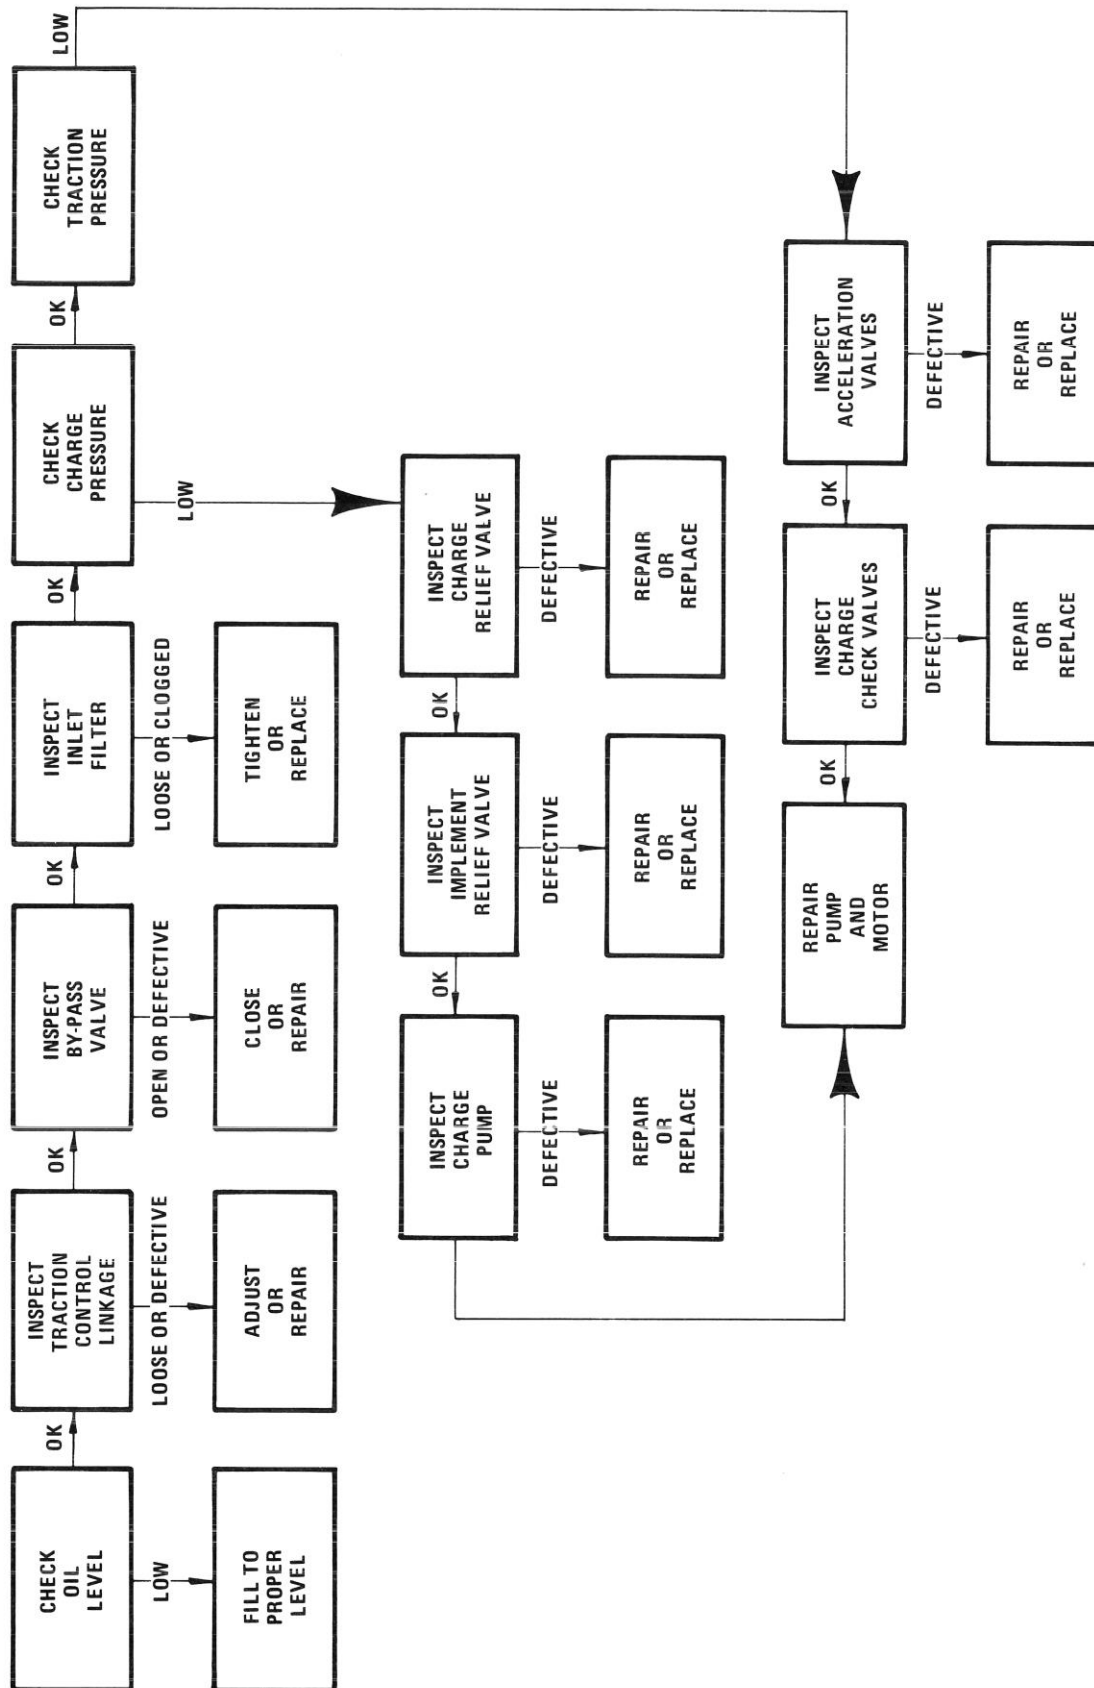 CHECK
OIL
LEVEL
OK
INSPECT
TRACTION
CONTROL
LINKAGE
OK
INSPECT
BY-PASS
VALVE
OK
INSPECT
INLET
FILTER
OK
CHECK
CHARGE
PRESSURE
OK
CHECK
TRACTION
PRESSURE
LOW
LOW
LOOSE OR DEFECTIVE
OPEN OR DEFECTIVE
LOOSE OR CLOGGED
LOW
FILL TO
PROPER
LEVEL
ADJUST
OR
REPAIR
CLOSE
OR
REPAIR
TIGHTEN
OR
REPLACE
INSPECT
CHARGE
PUMP
OK
INSPECT
IMPLEMENT
RELIEF VALVE
OK
INSPECT
CHARGE
RELIEF VALVE
DEFECTIVE
DEFECTIVE
DEFECTIVE
REPAIR
OR
REPLACE
REPAIR
OR
REPLACE
REPAIR
OR
REPLACE
REPAIR
PUMP
AND
MOTOR
OK
INSPECT
CHARGE
CHECK VALVES
OK
INSPECT
ACCELERATION
VALVES
DEFECTIVE
DEFECTIVE
REPAIR
OR
REPLACE
REPAIR
OR
REPLACE